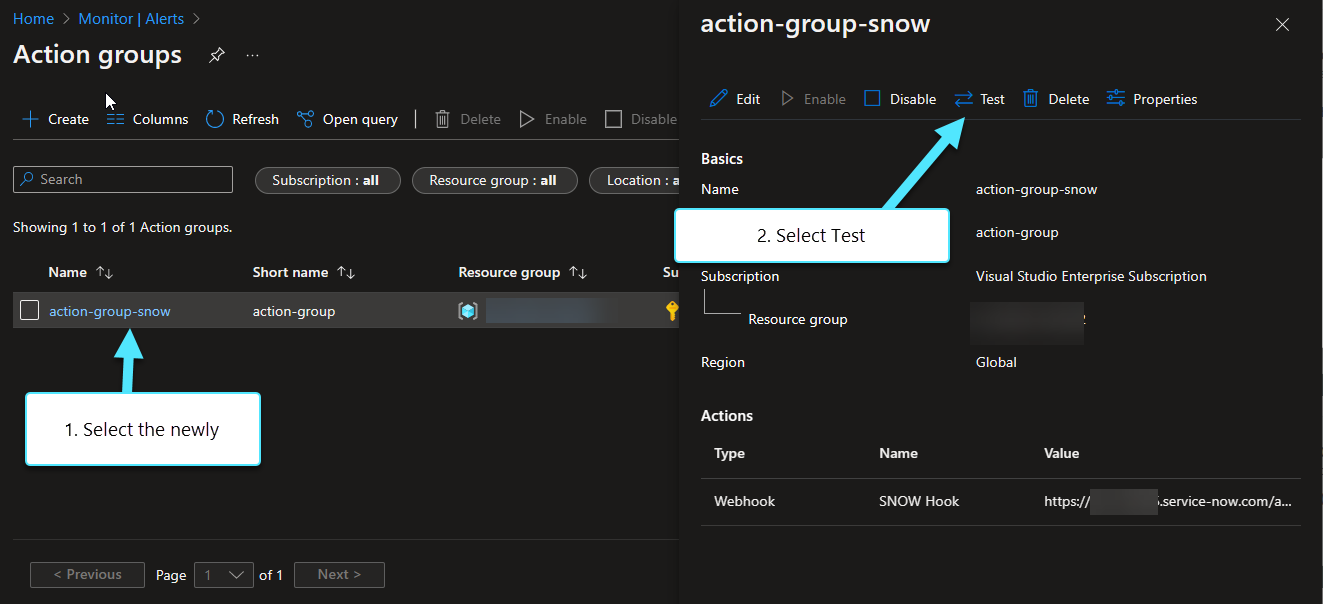 Home > Monitor | Alerts >
Action groups ...
Create Columns Refresh Open query | Delete Enable Disable
Search
Subscription : all Resource group : all Location : a
Showing 1 to 1 of 1 Action groups.
Name ↑↓ Short name ↑↓ Resource group ↑↓ Su
action-group-snow action-group
1. Select the newly
< Previous Page 1 of 1 Next >
action-group-snow
Edit Enable Disable Test Delete Properties
Basics
Name action-group-snow
action-group
2. Select Test
Subscription Visual Studio Enterprise Subscription
Resource group
Region Global
Actions
Type Name Value
Webhook SNOW Hook https:// .service-now.com/a...